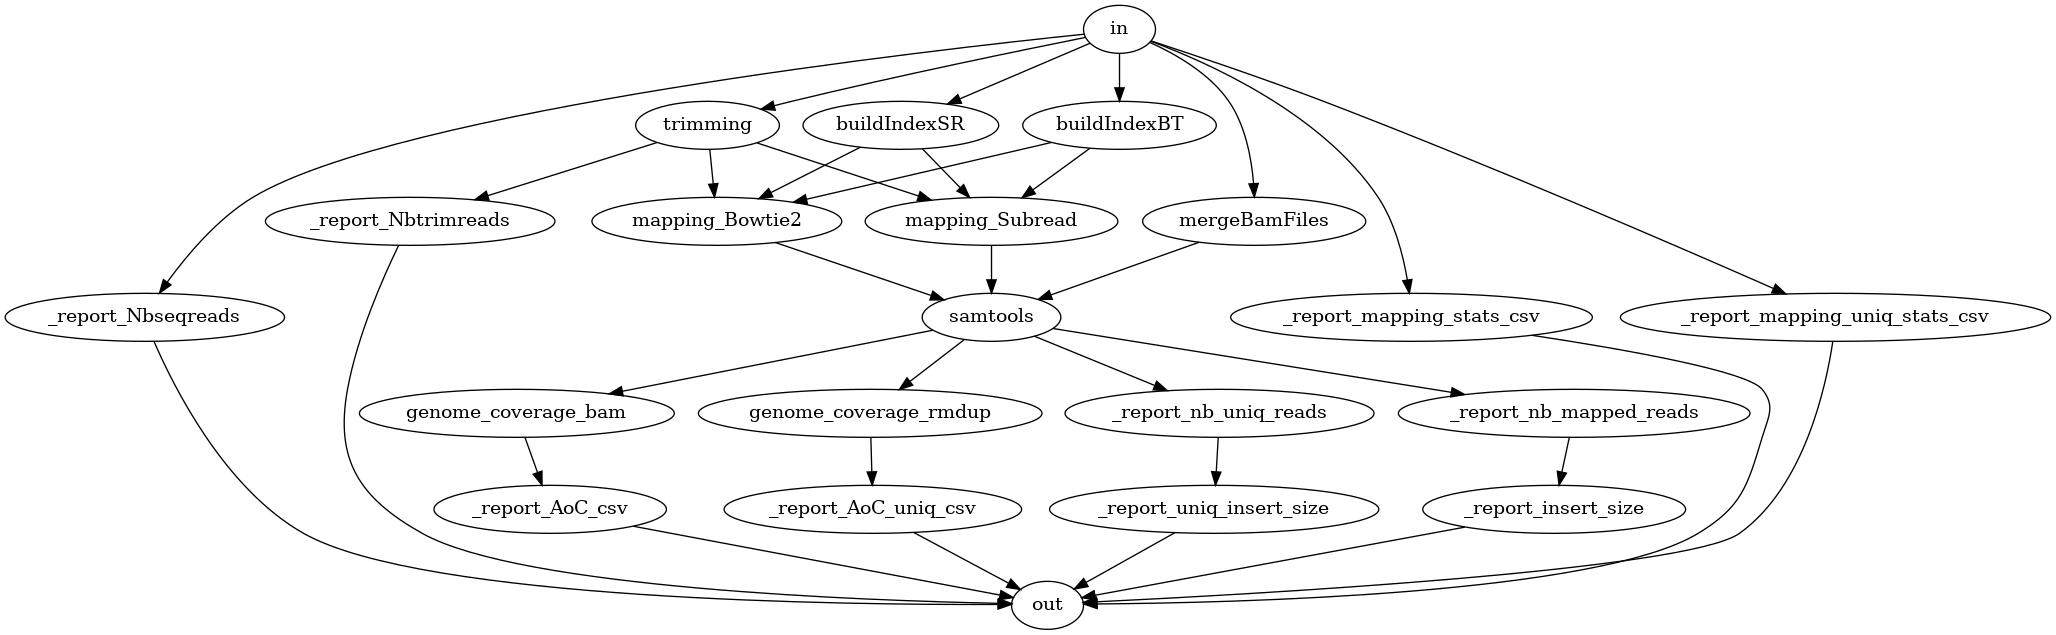 in
trimming
buildIndexSR
buildIndexBT
_report_Nbtrimreads
mapping_Bowtie2
mapping_Subread
mergeBamFiles
_report_Nbseqreads
samtools
_report_mapping_stats_csv
_report_mapping_uniq_stats_csv
genome_coverage_bam
genome_coverage_rmdup
_report_nb_uniq_reads
_report_nb_mapped_reads
_report_AoC_csv
_report_AoC_uniq_csv
_report_uniq_insert_size
_report_insert_size
out